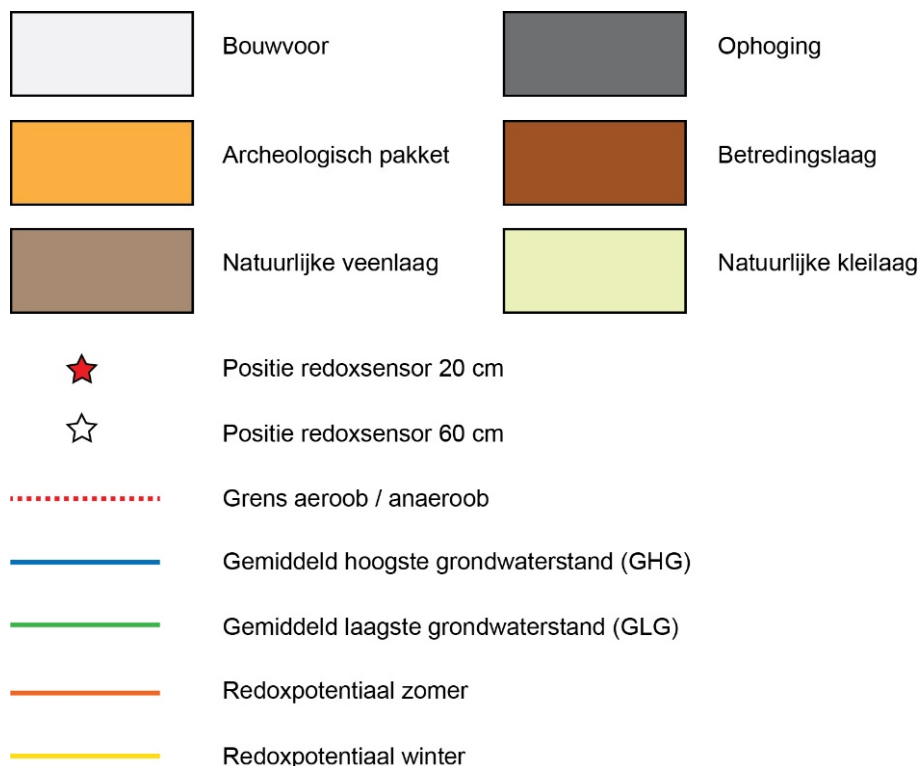 Bouwvoor
Ophoging
Archeologisch pakket
Betredingslaag
Natuurlijke veenlaag
Natuurlijke kleilaag
Positie redoxsensor 20 cm
Positie redoxsensor 60 cm
Grens aeroob / anaeroob
Gemiddeld hoogste grondwaterstand (GHG)
Gemiddeld laagste grondwaterstand (GLG)
Redoxpotentiaal zomer
Redoxpotentiaal winter